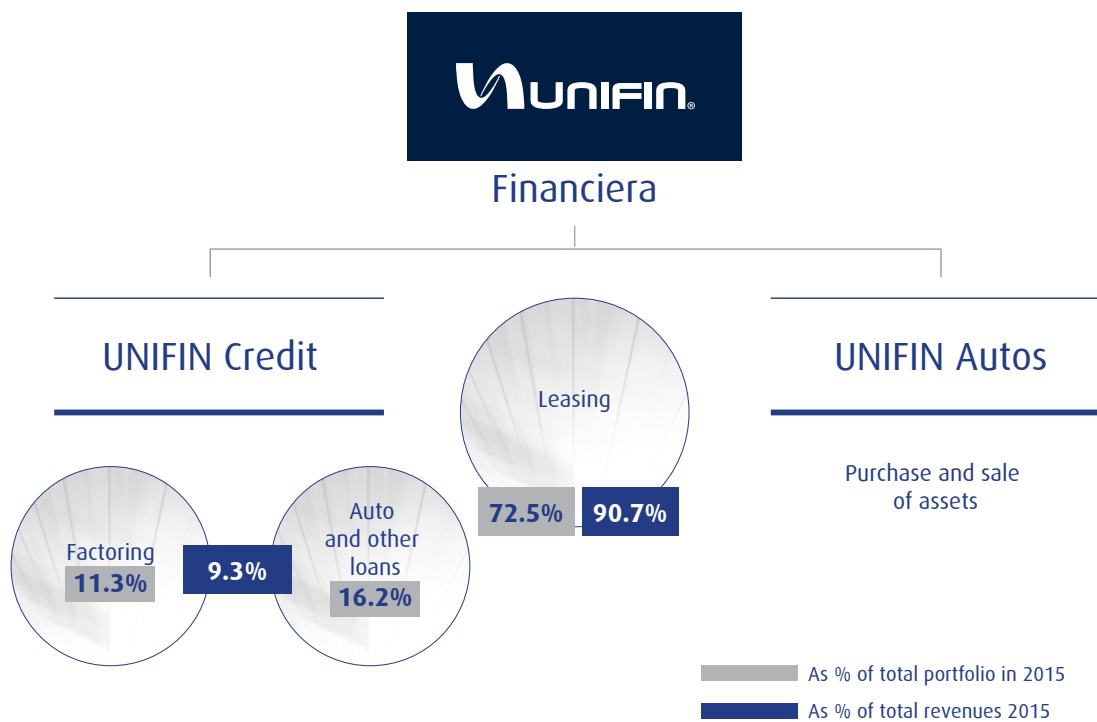 UNIFIN®
Financiera
UNIFIN Credit
Leasing
72.5%
90.7%
UNIFIN Autos
Purchase and sale
of assets
Factoring
11.3%
9.3%
Auto
and other
loans
16.2%
As % of total portfolio in 2015
As % of total revenues 2015